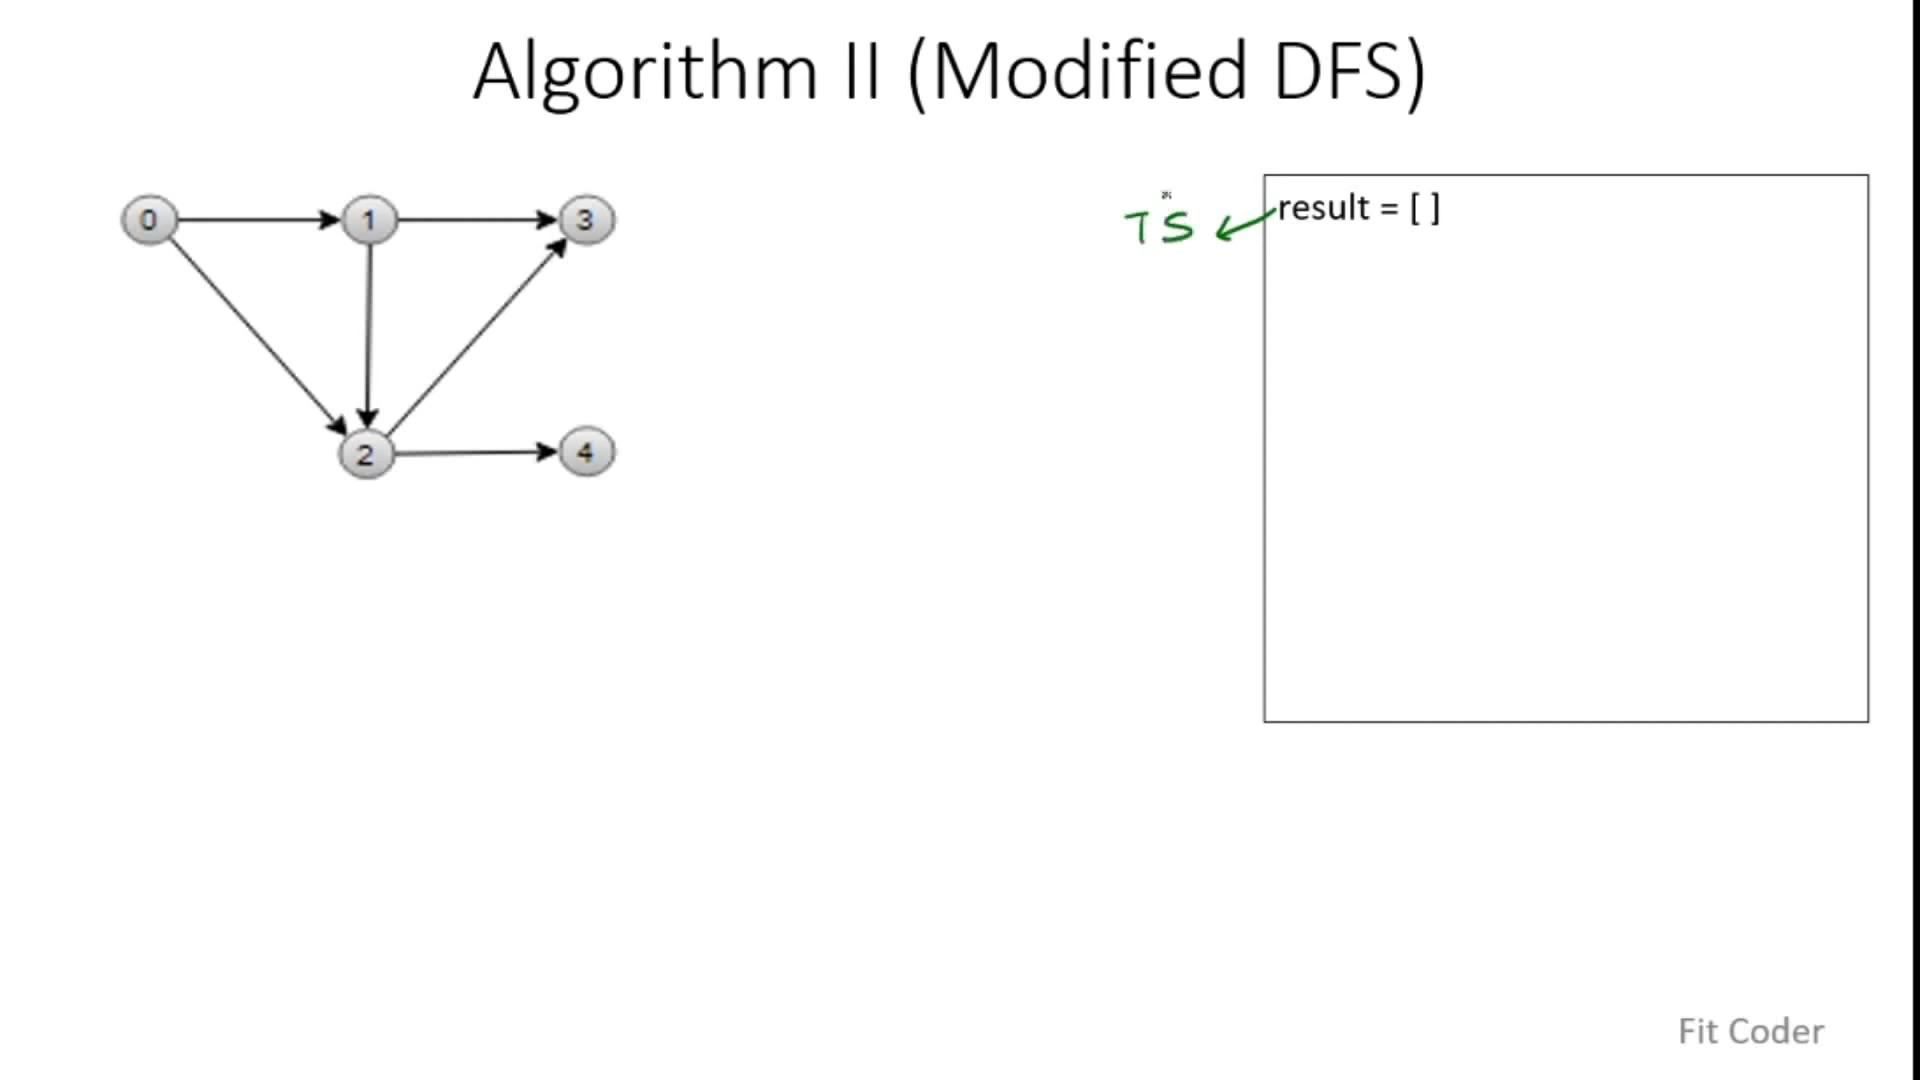 Algorithm II (Modified DFS)
0
1
3
TS
result = [ ]
2
4
Fit Coder